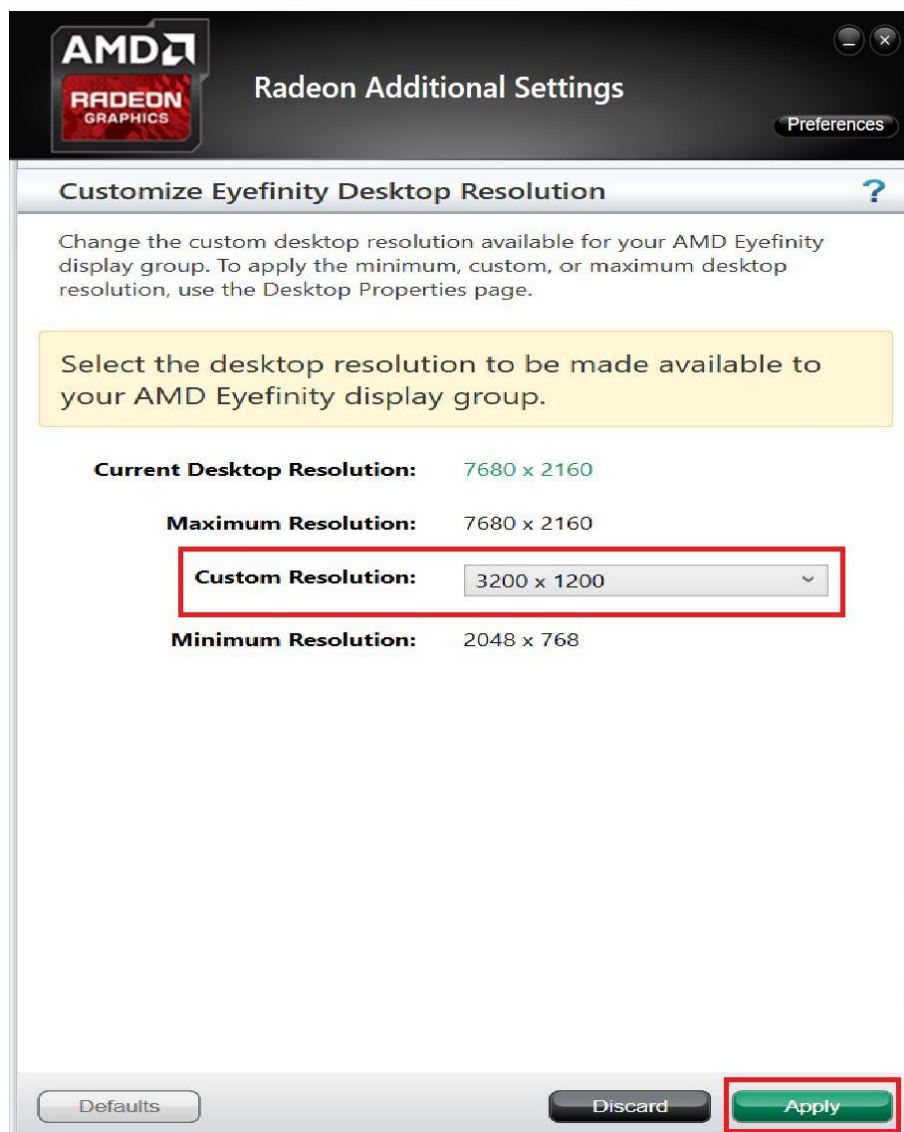 AMD
RADEON
GRAPHICS
Radeon Additional Settings
Preferences
Customize Eyefinity Desktop Resolution
?
Change the custom desktop resolution available for your AMD Eyefinity
display group. To apply the minimum, custom, or maximum desktop
resolution, use the Desktop Properties page.
Select the desktop resolution to be made available to
your AMD Eyefinity display group.
Current Desktop Resolution: 7680 x 2160
Maximum Resolution: 7680 x 2160
Custom Resolution: 3200 x 1200
Minimum Resolution: 2048 x 768
Defaults Discard Apply